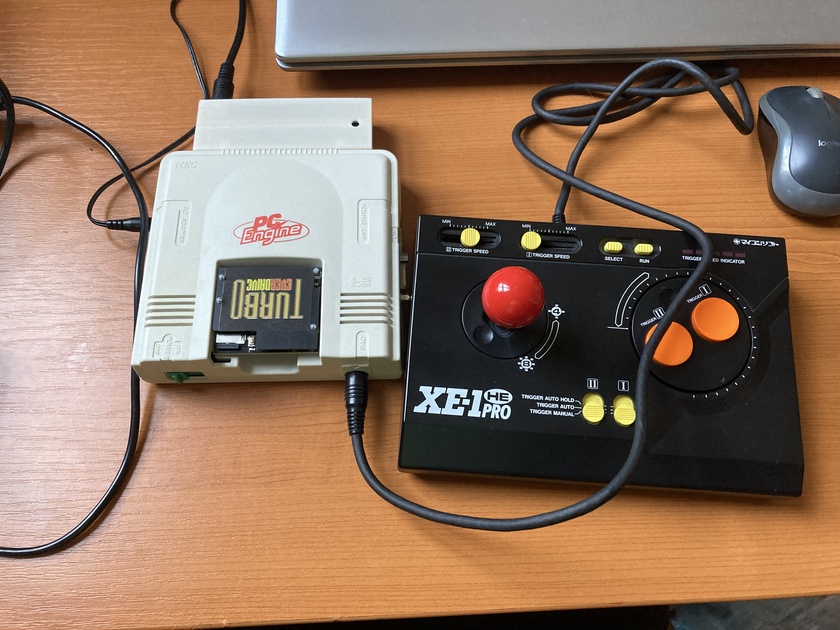 NEC
PC
Engine
TURBO
EVERDRIVE
MIN
MAX
II TRIGGER SPEED
MIN
MAX
I TRIGGER SPEED
SELECT
RUN
マイコンソフト
TRIGGER
ED INDICATOR
TRIGGER II
TRIGGER I
XE-1 HE
PRO
II
I
TRIGGER AUTO HOLD
TRIGGER AUTO
TRIGGER MANUAL
logi